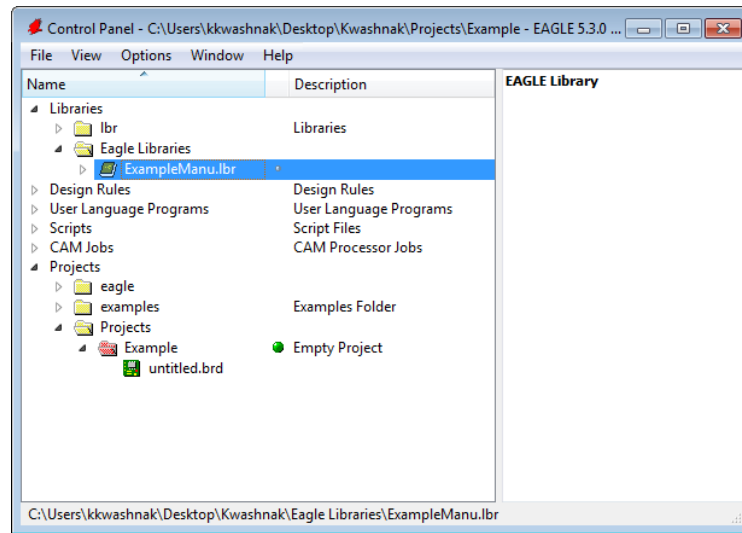 Control Panel - C:\Users\kkwashnak\Desktop\Kwashnak\Projects\Example - EAGLE 5.3.0 ...
File View Options Window Help
Name Description EAGLE Library
Libraries
lbr Libraries
Eagle Libraries
ExampleManu.lbr
Design Rules Design Rules
User Language Programs User Language Programs
Scripts Script Files
CAM Jobs CAM Processor Jobs
Projects
eagle
examples Examples Folder
Projects
Example Empty Project
untitled.brd
C:\Users\kkwashnak\Desktop\Kwashnak\Eagle Libraries\ExampleManu.lbr